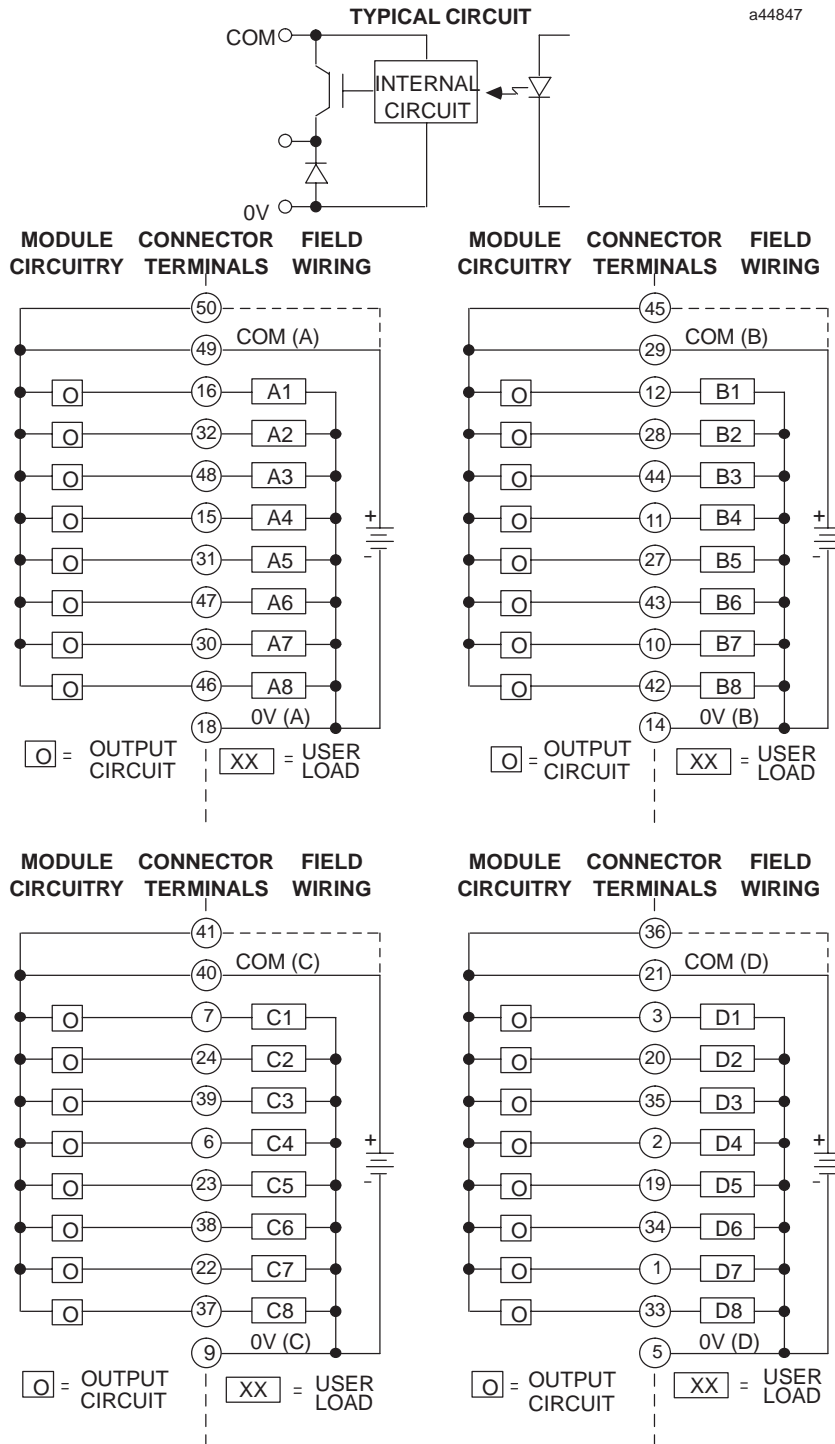 TYPICAL CIRCUIT
a44847
COM
INTERNAL
CIRCUIT
0V
MODULE CONNECTOR FIELD
CIRCUITRY TERMINALS WIRING
50
49 COM (A)
O 16 A1
O 32 A2
O 48 A3
O 15 A4
+
O 31 A5
-
O 47 A6
O 30 A7
O 46 A8
18 0V (A)
O = OUTPUT CIRCUIT XX = USER LOAD
MODULE CONNECTOR FIELD
CIRCUITRY TERMINALS WIRING
45
29 COM (B)
O 12 B1
O 28 B2
O 44 B3
O 11 B4
+
O 27 B5
-
O 43 B6
O 10 B7
O 42 B8
14 0V (B)
O = OUTPUT CIRCUIT XX = USER LOAD
MODULE CONNECTOR FIELD
CIRCUITRY TERMINALS WIRING
41
40 COM (C)
O 7 C1
O 24 C2
O 39 C3
O 6 C4
+
O 23 C5
-
O 38 C6
O 22 C7
O 37 C8
9 0V (C)
O = OUTPUT CIRCUIT XX = USER LOAD
MODULE CONNECTOR FIELD
CIRCUITRY TERMINALS WIRING
36
21 COM (D)
O 3 D1
O 20 D2
O 35 D3
O 2 D4
+
O 19 D5
-
O 34 D6
O 1 D7
O 33 D8
5 0V (D)
O = OUTPUT CIRCUIT XX = USER LOAD